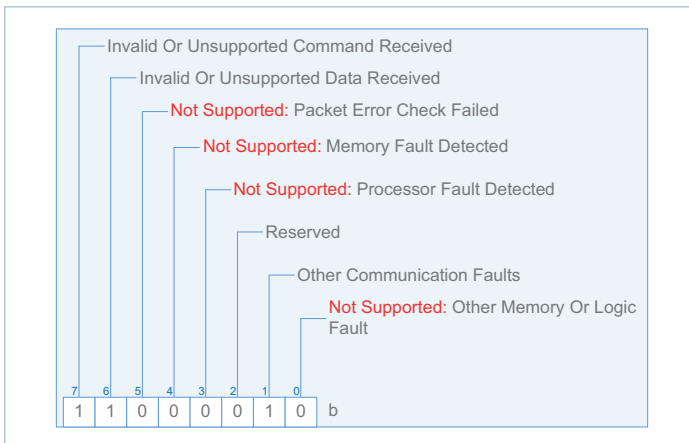 Invalid Or Unsupported Command Received
Invalid Or Unsupported Data Received
Not Supported: Packet Error Check Failed
Not Supported: Memory Fault Detected
Not Supported: Processor Fault Detected
Reserved
Other Communication Faults
Not Supported: Other Memory Or Logic
Fault
7 6 5 4 3 2 1 0
1 1 0 0 0 0 1 0 b